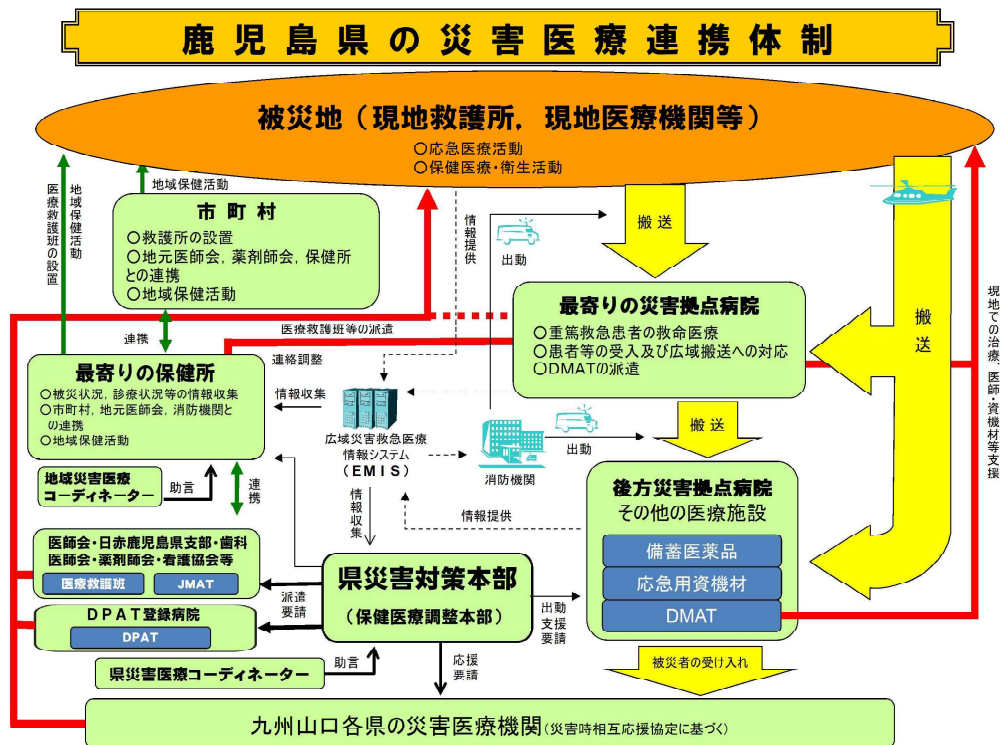 鹿児島県の災害医療連携体制
被災地（現地救護所，現地医療機関等）
○応急医療活動
○保健医療・衛生活動
医療救護班の設置
地域保健活動
地域保健活動
市町村
○救護所の設置
○地元医師会，薬剤師会，保健所
との連携
○地域保健活動
情報提供
出動
搬送
搬送
現地での治療、医師・資機材等支援
最寄りの災害拠点病院
○重篤救急患者の救命医療
○患者等の受入及び広域搬送への対応
○DMATの派遣
連携
医療救護班等の派遣
連絡調整
最寄りの保健所
○被災状況，診療状況等の情報収集
○市町村，地元医師会，消防機関と
の連携
○地域保健活動
情報収集
広域災害救急医療
情報システム
（EMIS）
消防機関
出動
搬送
地域災害医療
コーディネーター
助言
連携
情報収集
情報提供
後方災害拠点病院
その他の医療施設
備蓄医薬品
応急用資機材
DMAT
医師会・日赤鹿児島県支部・歯科
医師会・薬剤師会・看護協会等
医療救護班
JMAT
派遣
要請
県災害対策本部
（保健医療調整本部）
出動
支援
要請
DPAT登録病院
DPAT
県災害医療コーディネーター
助言
応援
要請
被災者の受け入れ
九州山口各県の災害医療機関（災害時相互応援協定に基づく）